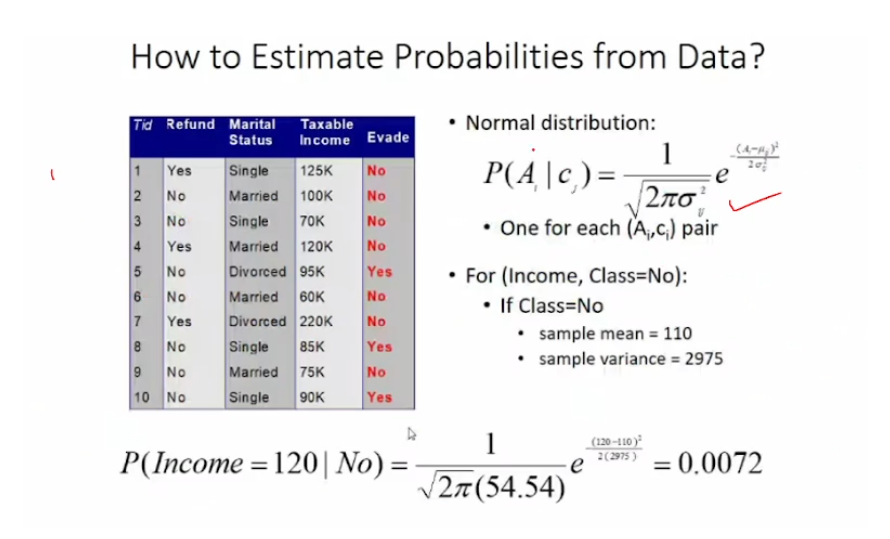 How to Estimate Probabilities from Data?
Tid Refund Marital Status Taxable Income Evade
1 Yes Single 125K No
2 No Married 100K No
3 No Single 70K No
4 Yes Married 120K No
5 No Divorced 95K Yes
6 No Married 60K No
7 Yes Divorced 220K No
8 No Single 85K Yes
9 No Married 75K No
10 No Single 90K Yes
• Normal distribution:
P(A_i | c_j) = 1 / √(2πσ_ij^2) e^(-(A_i-μ_ij)^2 / 2σ_ij^2)
• One for each (A_i,c_i) pair
• For (Income, Class=No):
• If Class=No
• sample mean = 110
• sample variance = 2975
P(Income = 120 | No) = 1 / √2π(54.54) e^(-(120-110)^2 / 2(2975)) = 0.0072